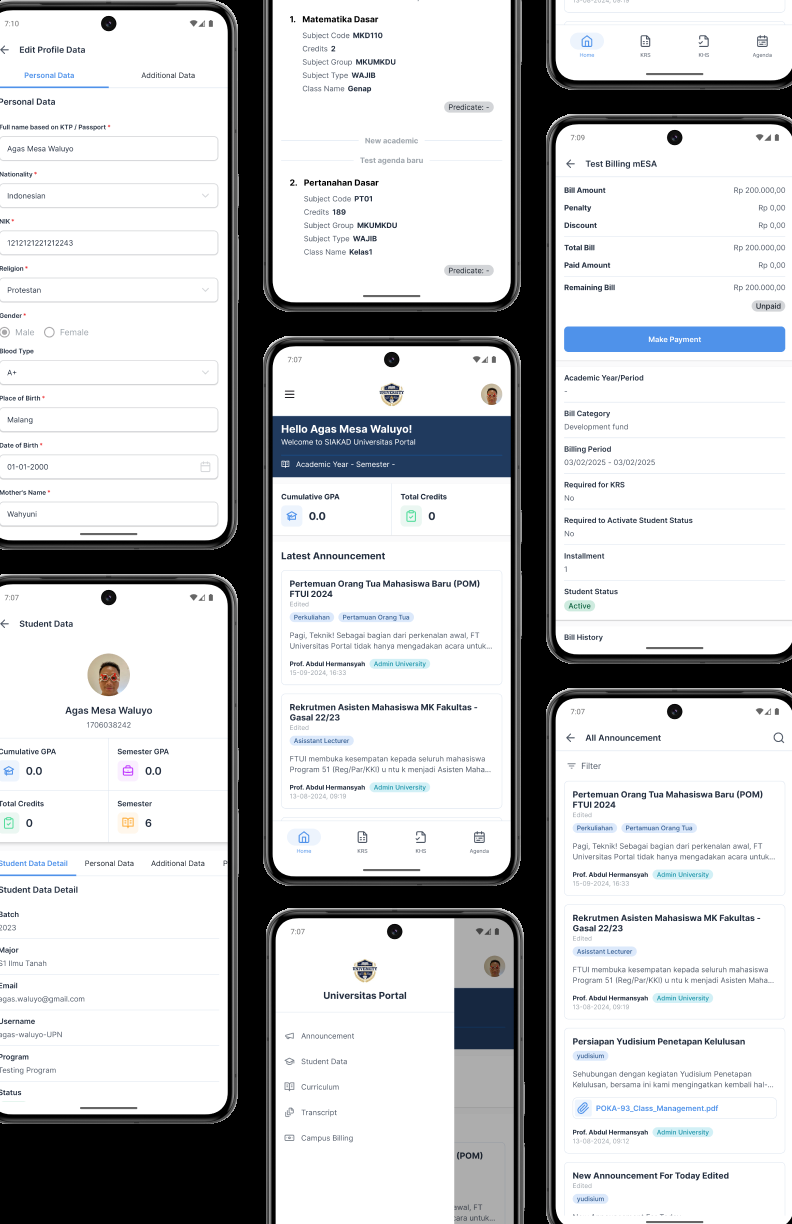 7:10
Edit Profile Data
Personal Data
Additional Data
Personal Data
Full name based on KTP / Passport *
Agas Mesa Waluyo
Nationality *
Indonesian
NIK *
1212121221212243
Religion *
Protestan
Gender *
Male
Female
Blood Type
A+
Place of Birth *
Malang
Date of Birth *
01-01-2000
Mother's Name *
Wahyuni
7:07
Student Data
Agas Mesa Waluyo
1706038242
Cumulative GPA
Semester GPA
0.0
0.0
Total Credits
Semester
0
6
Student Data Detail
Personal Data
Additional Data
P
Student Data Detail
Batch
2023
Major
S1 Ilmu Tanah
Email
agas.waluyo@gmail.com
Username
agas-waluyo-UPN
Program
Testing Program
Status
1. Matematika Dasar
Subject Code MKD110
Credits 2
Subject Group MKUMKDU
Subject Type WAJIB
Class Name Genap
Predicate: -
New academic
Test agenda baru
2. Pertanahan Dasar
Subject Code PT01
Credits 189
Subject Group MKUMKDU
Subject Type WAJIB
Class Name Kelas1
Predicate: -
7:07
UNIVERSITY
Hello Agas Mesa Waluyo!
Welcome to SIAKAD Universitas Portal
Academic Year - Semester -
Cumulative GPA
Total Credits
0.0
0
Latest Announcement
Pertemuan Orang Tua Mahasiswa Baru (POM)
FTUI 2024
Edited
Perkuliahan
Pertamuan Orang Tua
Pagi, Teknik! Sebagai bagian dari perkenalan awal, FT
Universitas Portal tidak hanya mengadakan acara untuk...
Prof. Abdul Hermansyah
Admin University
15-09-2024, 16:33
Rekrutmen Asisten Mahasiswa MK Fakultas -
Gasal 22/23
Edited
Asisstant Lecturer
FTUI membuka kesempatan kepada seluruh mahasiswa
Program 51 (Reg/Par/KKI) u ntu k menjadi Asisten Maha...
Prof. Abdul Hermansyah
Admin University
13-08-2024, 09:19
Home
KRS
KHS
Agenda
7:07
UNIVERSITY
Universitas Portal
Announcement
Student Data
Curriculum
Transcript
Campus Billing
(POM)
awal, FT
cara untuk...
13-08-2024, 09:19
Home
KRS
KHS
Agenda
7:09
Test Billing mESA
Bill Amount
Rp 200.000,00
Penalty
Rp 0,00
Discount
Rp 0,00
Total Bill
Rp 200.000,00
Paid Amount
Rp 0,00
Remaining Bill
Rp 200.000,00
Unpaid
Make Payment
Academic Year/Period
-
Bill Category
Development fund
Billing Period
03/02/2025 - 03/02/2025
Required for KRS
No
Required to Activate Student Status
No
Installment
1
Student Status
Active
Bill History
7:07
All Announcement
Filter
Pertemuan Orang Tua Mahasiswa Baru (POM)
FTUI 2024
Edited
Perkuliahan
Pertamuan Orang Tua
Pagi, Teknik! Sebagai bagian dari perkenalan awal, FT
Universitas Portal tidak hanya mengadakan acara untuk...
Prof. Abdul Hermansyah
Admin University
15-09-2024, 16:33
Rekrutmen Asisten Mahasiswa MK Fakultas -
Gasal 22/23
Edited
Asisstant Lecturer
FTUI membuka kesempatan kepada seluruh mahasiswa
Program 51 (Reg/Par/KKI) u ntu k menjadi Asisten Maha...
Prof. Abdul Hermansyah
Admin University
13-08-2024, 09:19
Persiapan Yudisium Penetapan Kelulusan
yudisium
Sehubungan dengan kegiatan Yudisium Penetapan
Kelulusan, bersama ini kami mengingatkan kembali hal-...
POKA-93_Class_Management.pdf
Prof. Abdul Hermansyah
Admin University
13-08-2024, 09:12
New Announcement For Today Edited
Edited
yudisium